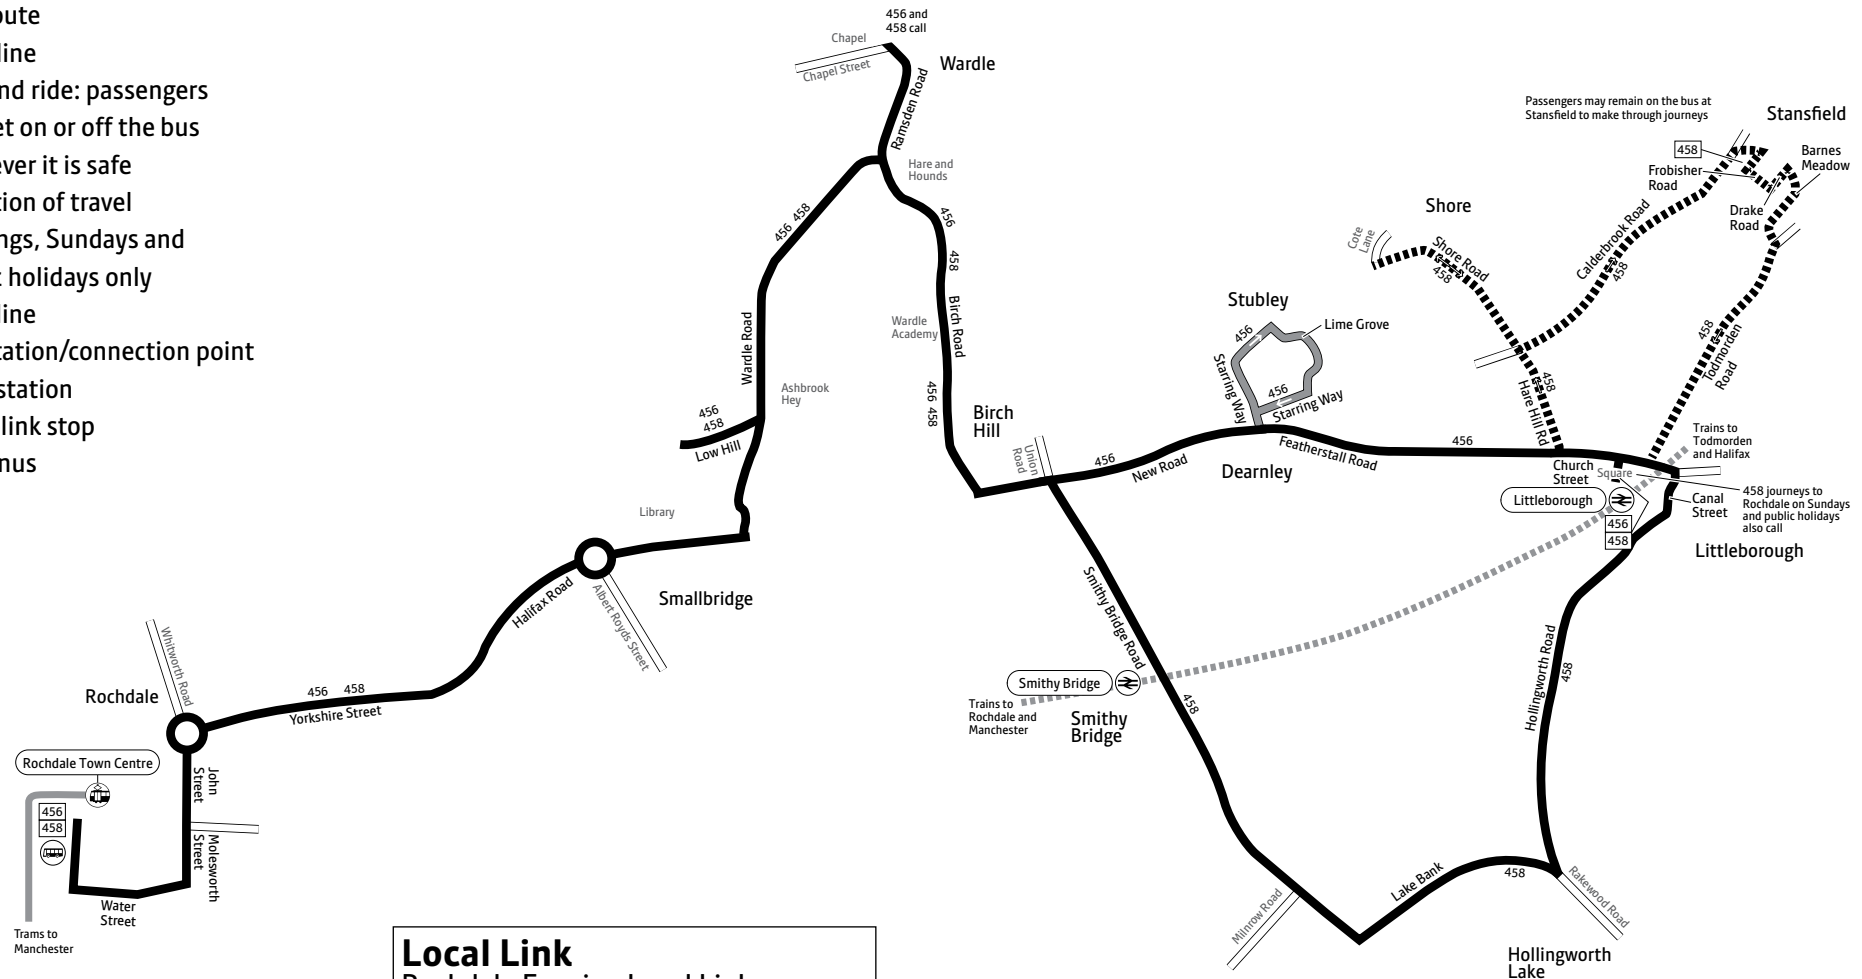 oute
line
nd ride: passengers
et on or off the bus
ever it is safe
tion of travel
ngs, Sundays and
c holidays only
line
tation/connection point
station
link stop
nus
456 and
458 call
Chapel
Chapel Street
Wardle
Ramsden Road
Hare and
Hounds
456 458
456
458
Birch Road
Wardle
Academy
456 458
Wardle Road
Ashbrook
Hey
456
458
Low Hill
Library
Birch
Hill
Union
Road
456
New Road
Stubley
456
Lime Grove
Starring Way
456
Starring Way
Dearnley
Featherstall Road
456
Passengers may remain on the bus at
Stansfield to make through journeys
Stansfield
458
Frobisher
Road
Barnes
Meadow
Drake
Road
Shore
Cote
Lane
Shore Road
458
Calderbrook Road
458
458
Hare Hill Rd
458
Todmorden
Road
Trains to
Todmorden
and Halifax
Church
Street
Square
Littleborough
456
458
Canal
Street
458 journeys to
Rochdale on Sundays
and public holidays
also call
Littleborough
Smallbridge
Halifax Road
Albert Royds Street
Smithy Bridge Road
Hollingworth Road
458
Smithy Bridge
458
Trains to
Rochdale and
Manchester
Smithy
Bridge
Rochdale
Whitworth Road
456 458
Yorkshire Street
Rochdale Town Centre
John
Street
456
458
Molesworth
Street
Water
Street
Trams to
Manchester
Lake Bank
458
Milnrow Road
Rakewood Road
Hollingworth
Lake
Local Link